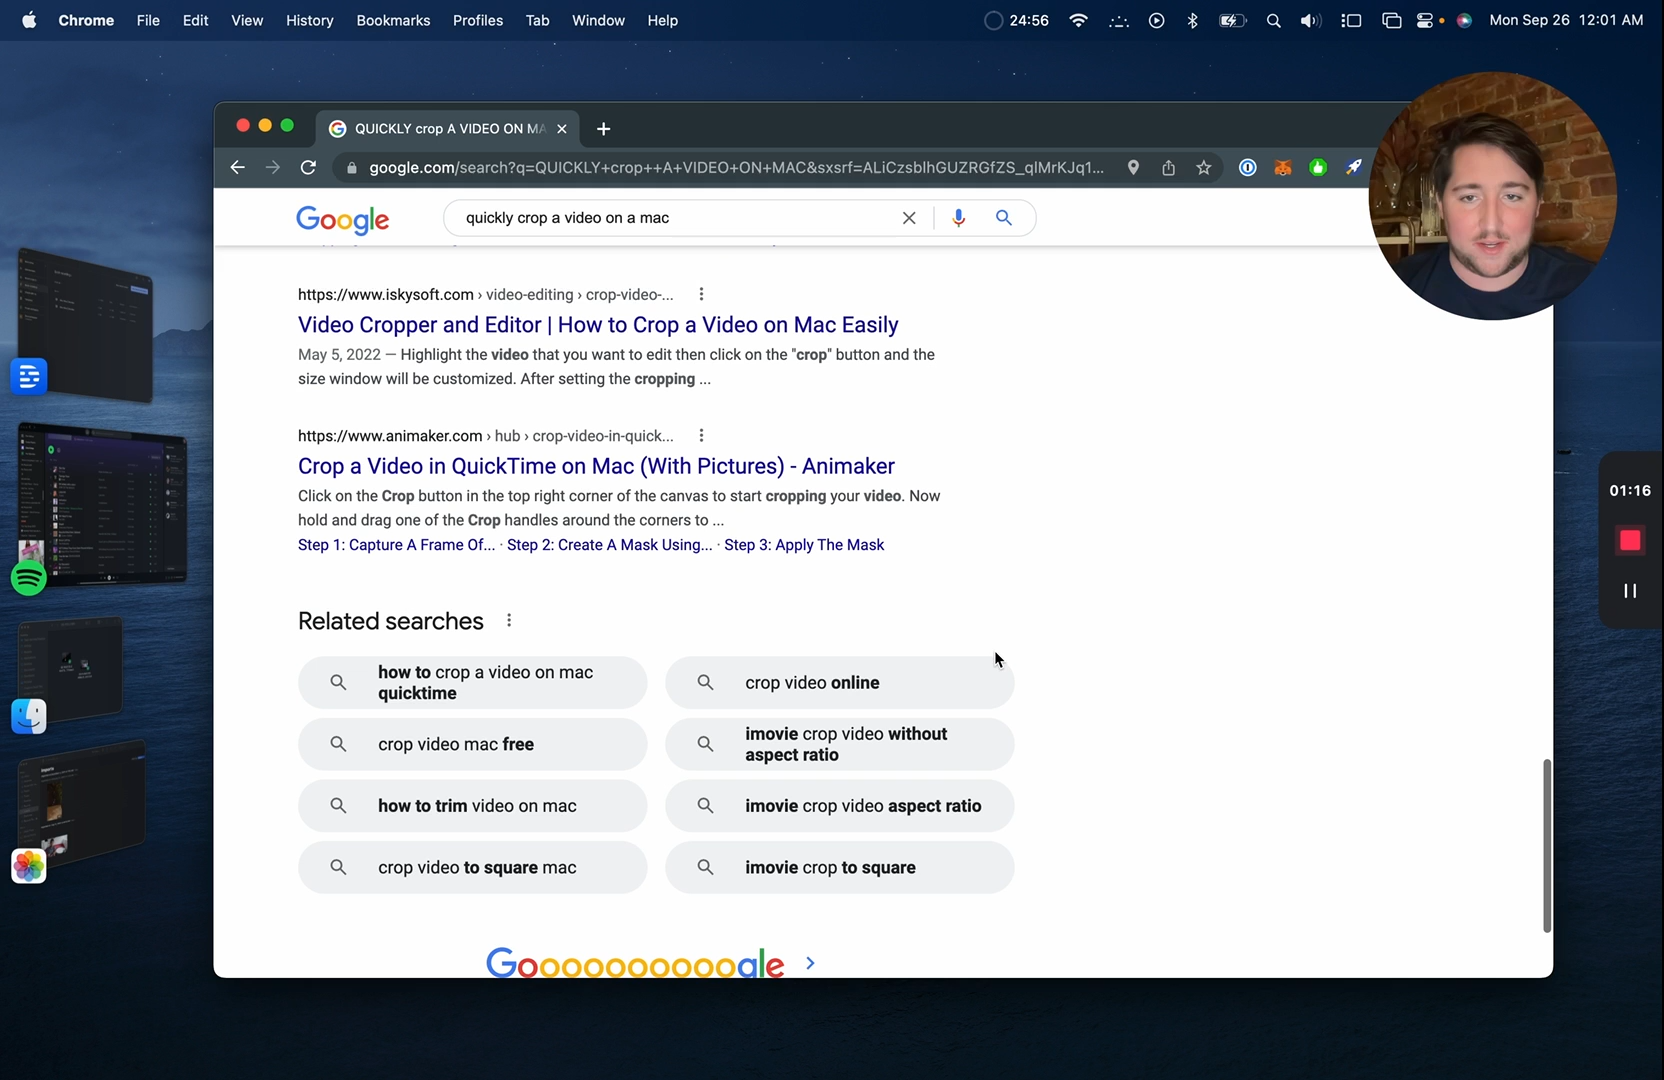 Chrome File Edit View History Bookmarks Profiles Tab Window Help
24:56 Mon Sep 26 12:01 AM
QUICKLY crop A VIDEO ON MA
google.com/search?q=QUICKLY+crop++A+VIDEO+ON+MAC&sxsrf=ALiCzsblhGUZRGfZS_qlMrKJq1...
Google
quickly crop a video on a mac
https://www.iskysoft.com › video-editing › crop-video-...
Video Cropper and Editor | How to Crop a Video on Mac Easily
May 5, 2022 — Highlight the video that you want to edit then click on the "crop" button and the
size window will be customized. After setting the cropping ...
https://www.animaker.com › hub › crop-video-in-quick...
Crop a Video in QuickTime on Mac (With Pictures) - Animaker
Click on the Crop button in the top right corner of the canvas to start cropping your video. Now
hold and drag one of the Crop handles around the corners to ...
Step 1: Capture A Frame Of... · Step 2: Create A Mask Using... · Step 3: Apply The Mask
01:16
Related searches
how to crop a video on mac
quicktime
crop video online
crop video mac free
imovie crop video without
aspect ratio
how to trim video on mac
imovie crop video aspect ratio
crop video to square mac
imovie crop to square
Goooooooooogle